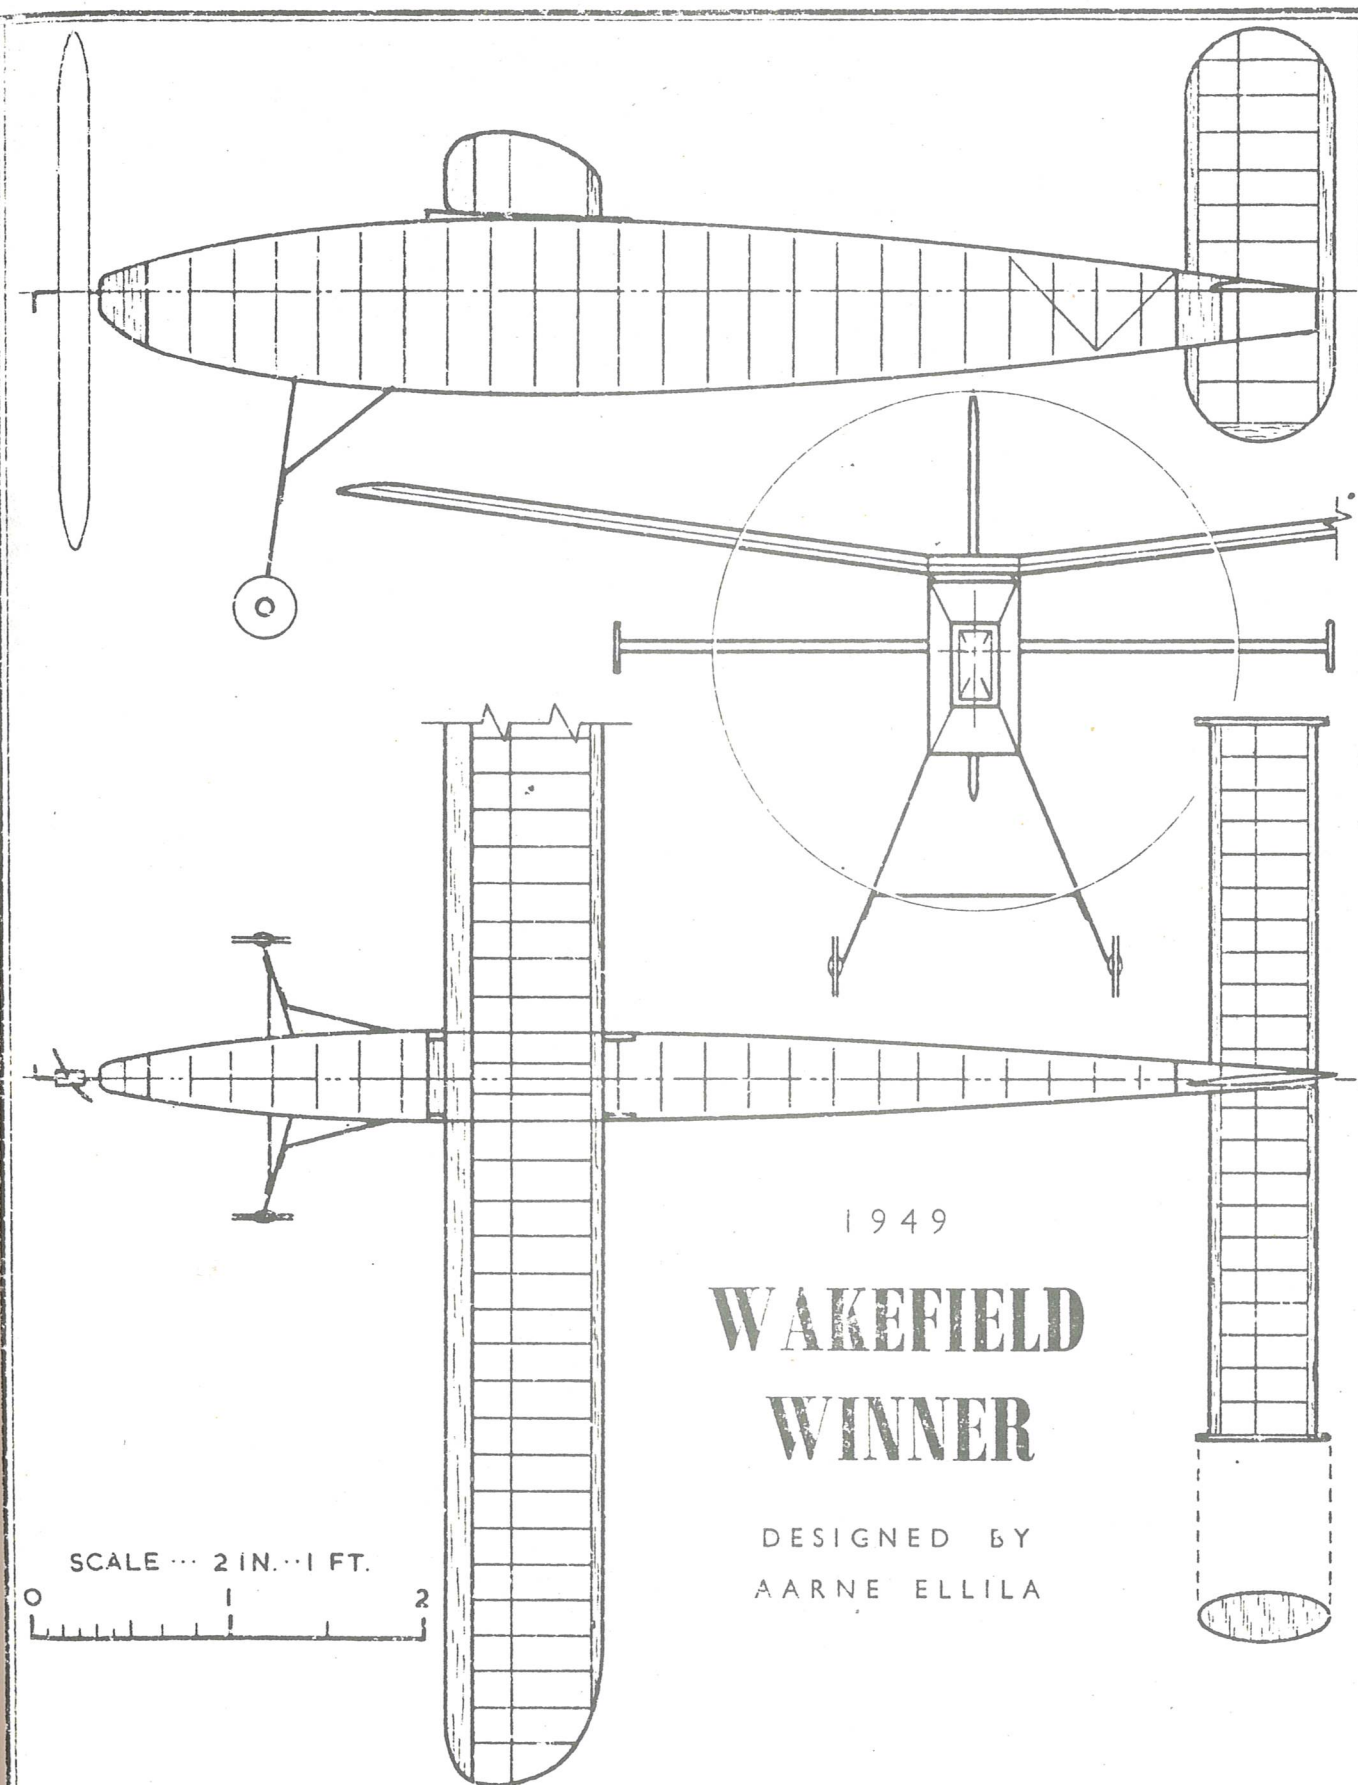 1949
WAKEFIELD
WINNER
DESIGNED BY
AARNE ELLILA
SCALE ... 2 IN...1 FT.
0 1 2